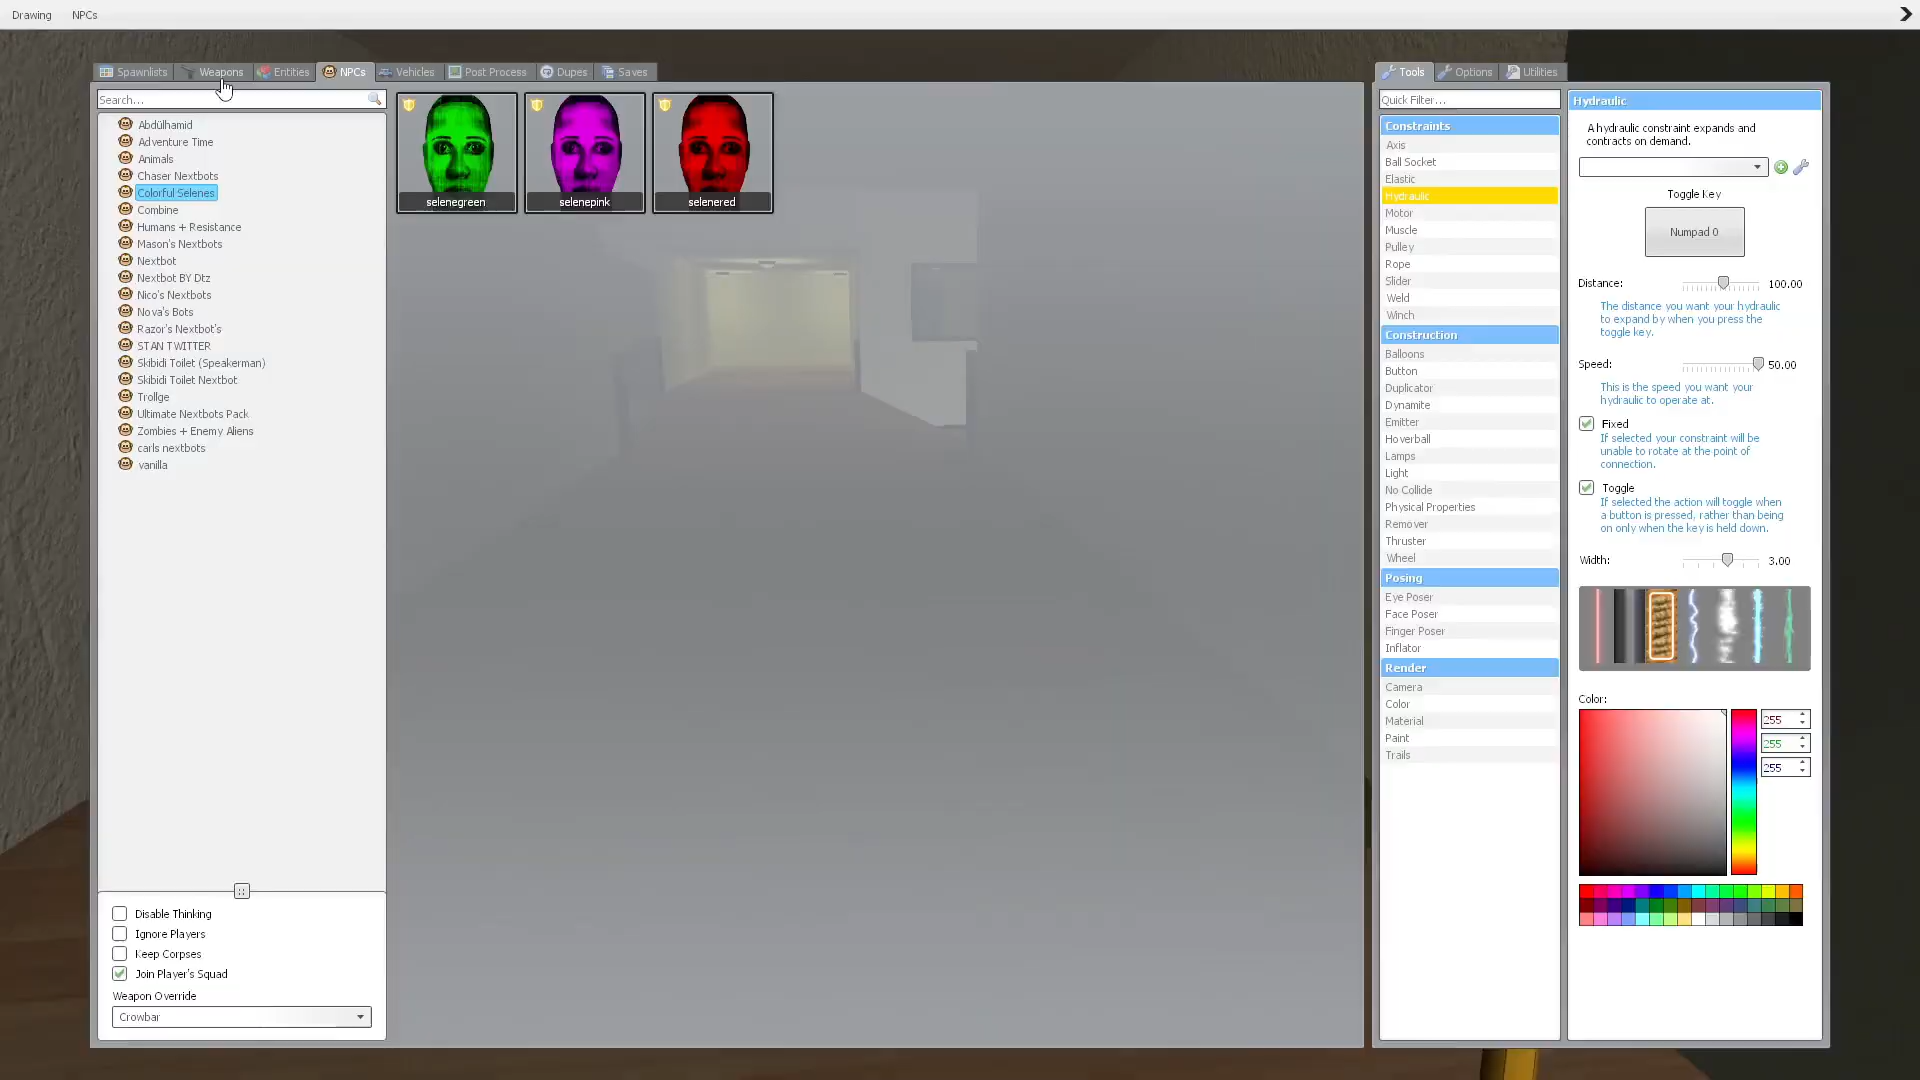 Drawing NPCs
Spawnlists Weapons Entities NPCs Vehicles Post Process Dupes Saves
Search...
Abdülhamid
Adventure Time
Animals
Chaser Nextbots
Colorful Selenes
Combine
Humans + Resistance
Mason's Nextbots
Nextbot
Nextbot BY Dtz
Nico's Nextbots
Nova's Bots
Razor's Nextbot's
STAN TWITTER
Skibidi Toilet (Speakerman)
Skibidi Toilet Nextbot
Trollge
Ultimate Nextbots Pack
Zombies + Enemy Aliens
carls nextbots
vanilla
Disable Thinking
Ignore Players
Keep Corpses
Join Player's Squad
Weapon Override
Crowbar
selenegreen selenepink selenered
Tools Options Utilities
Quick Filter...
Constraints
Axis
Ball Socket
Elastic
Hydraulic
Motor
Muscle
Pulley
Rope
Slider
Weld
Winch
Construction
Balloons
Button
Duplicator
Dynamite
Emitter
Hoverball
Lamps
Light
No Collide
Physical Properties
Remover
Thruster
Wheel
Posing
Eye Poser
Face Poser
Finger Poser
Inflator
Render
Camera
Color
Material
Paint
Trails
Hydraulic
A hydraulic constraint expands and
contracts on demand.
Toggle Key
Numpad 0
Distance: 100.00
The distance you want your hydraulic
to expand by when you press the
toggle key.
Speed: 50.00
This is the speed you want your
hydraulic to operate at.
Fixed
If selected your constraint will be
unable to rotate at the point of
connection.
Toggle
If selected the action will toggle when
a button is pressed, rather than being
on only when the key is held down.
Width: 3.00
Color:
255
255
255